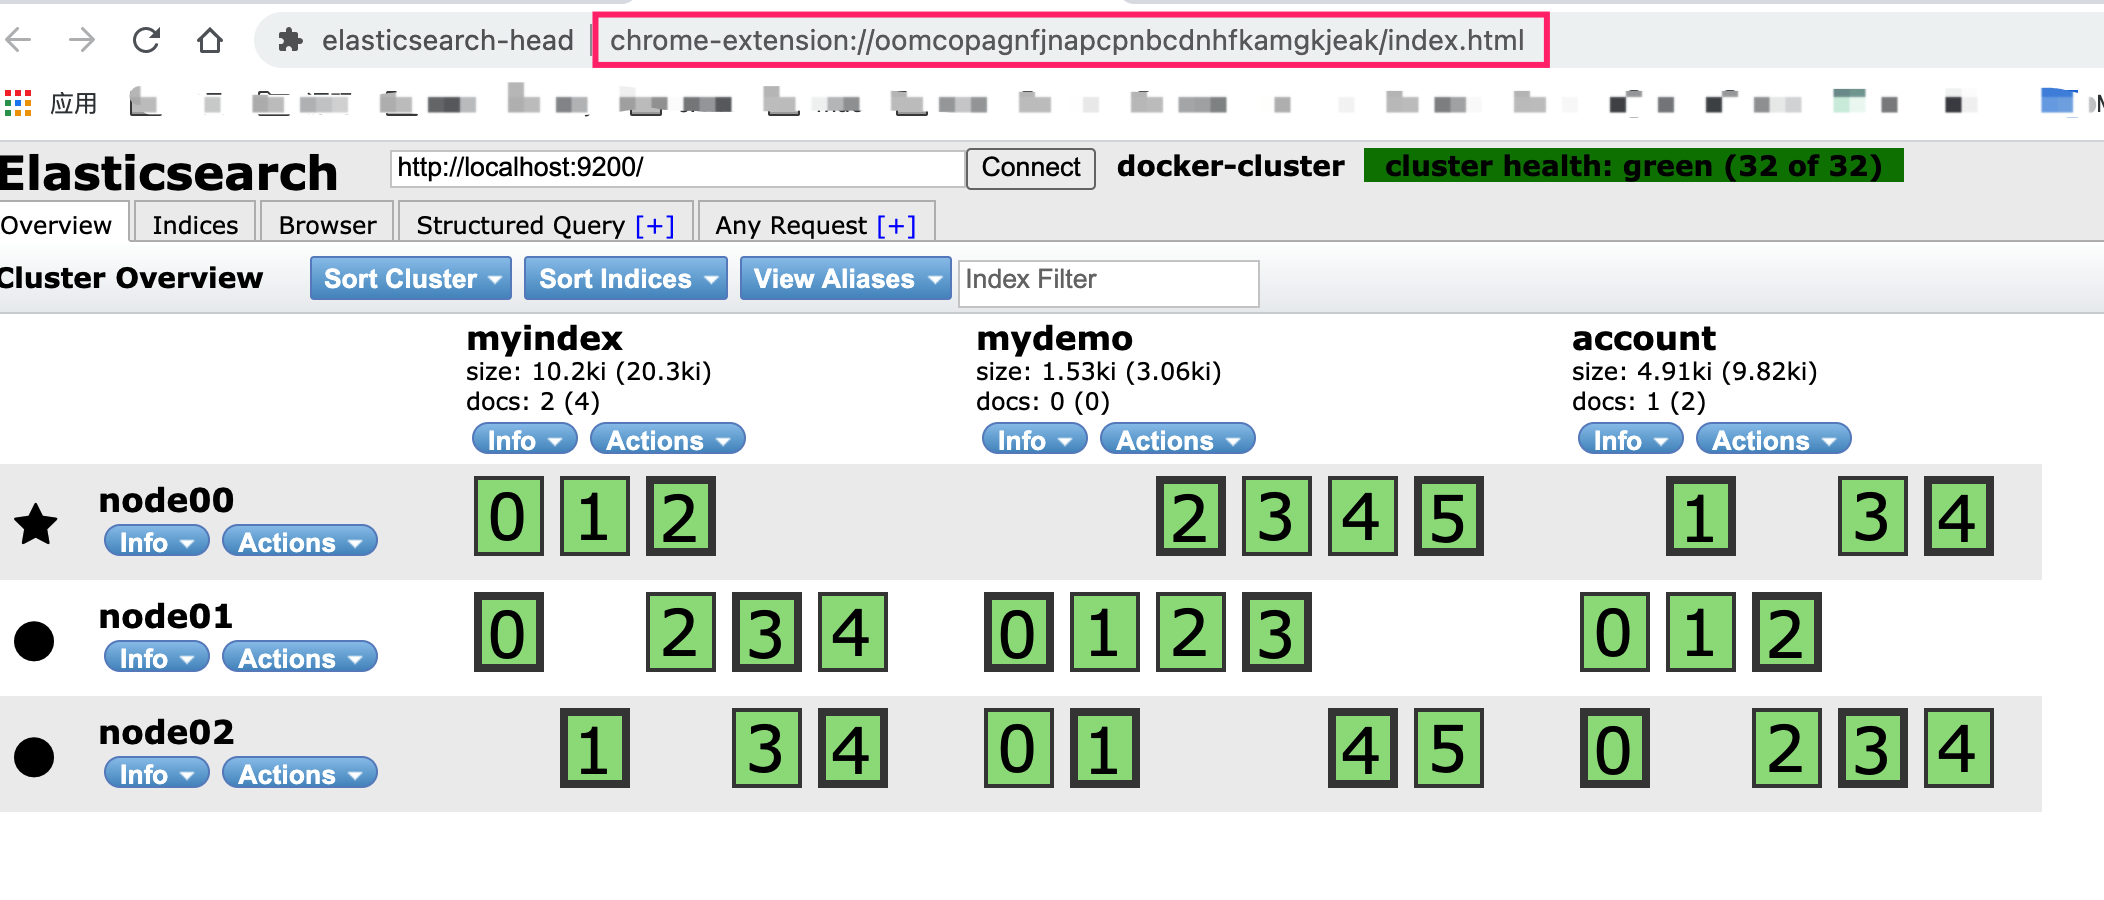 elasticsearch-head chrome-extension://oomcopagnfjnapcpnbcdnhfkamgkjeak/index.html
应用
Elasticsearch http://localhost:9200/ Connect docker-cluster cluster health: green (32 of 32)
Overview Indices Browser Structured Query [+] Any Request [+]
Cluster Overview Sort Cluster Sort Indices View Aliases Index Filter
myindex mydemo account
size: 10.2ki (20.3ki) size: 1.53ki (3.06ki) size: 4.91ki (9.82ki)
docs: 2 (4) docs: 0 (0) docs: 1 (2)
Info Actions Info Actions Info Actions
node00 0 1 2 2 3 4 5 1 3 4
Info Actions
node01 0 2 3 4 0 1 2 3 0 1 2
Info Actions
node02 1 3 4 0 1 4 5 0 2 3 4
Info Actions